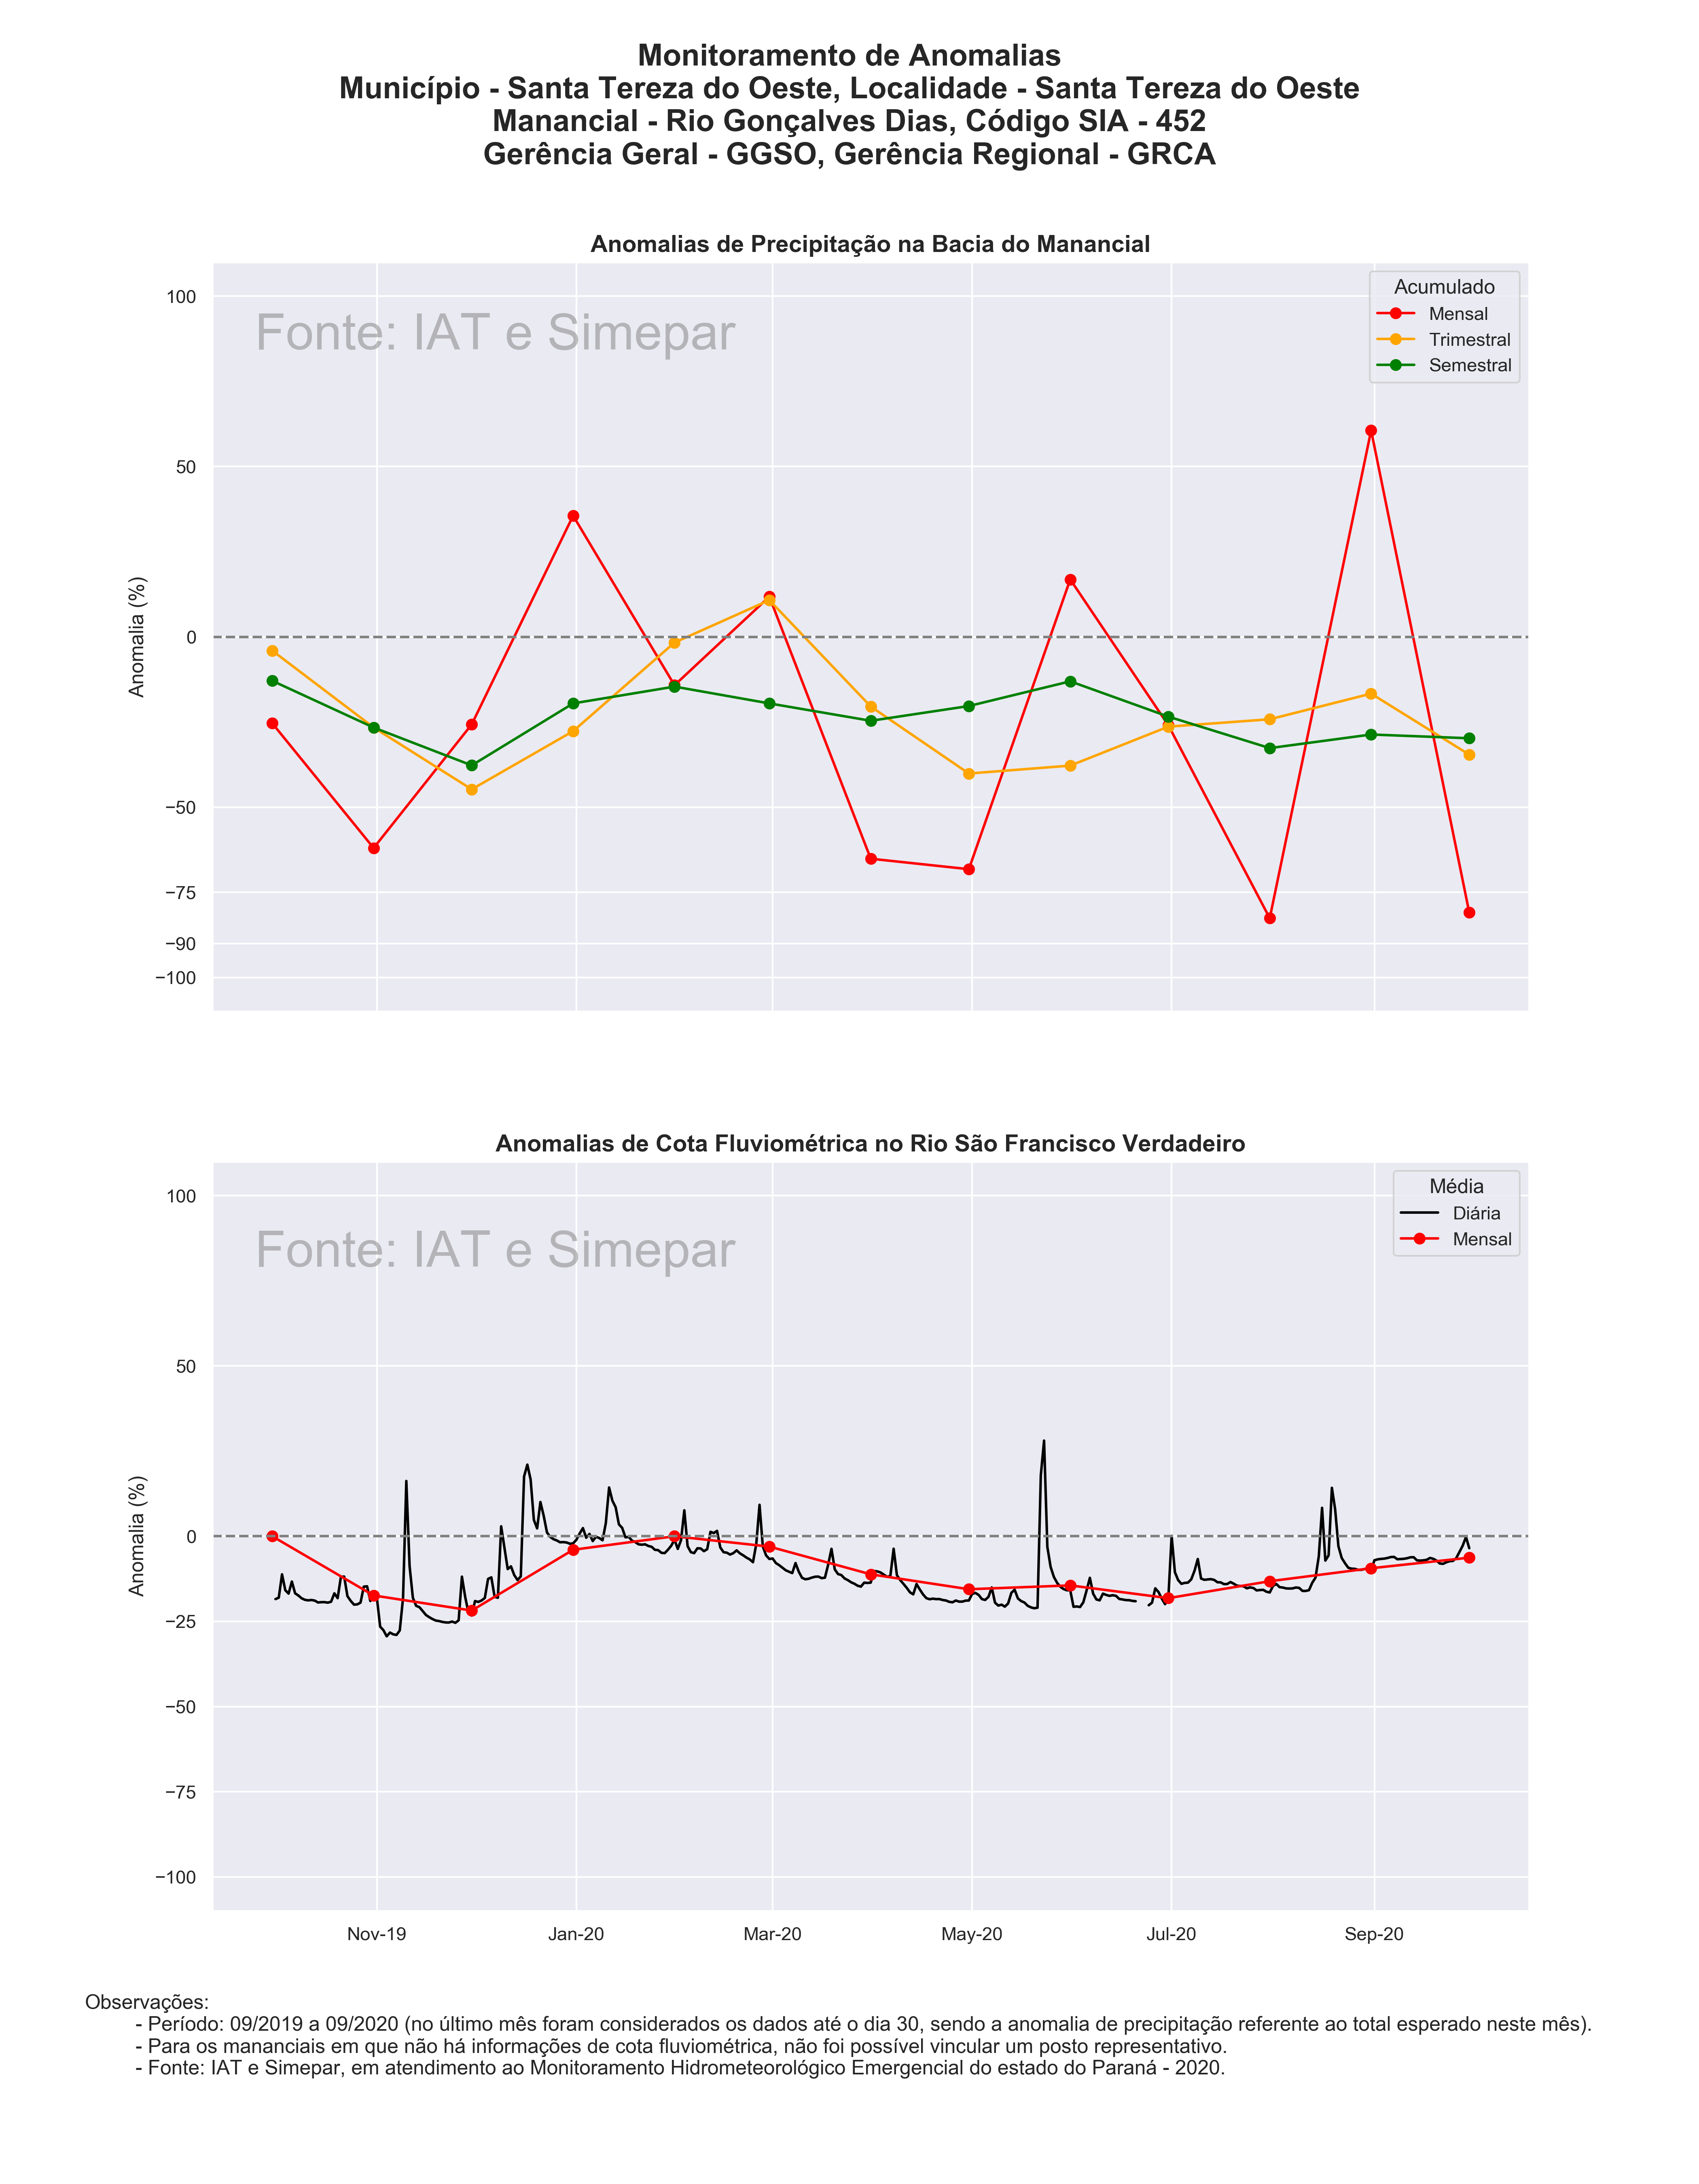 Monitoramento de Anomalias
Município - Santa Tereza do Oeste, Localidade - Santa Tereza do Oeste
Manancial - Rio Gonçalves Dias, Código SIA - 452
Gerência Geral - GGSO, Gerência Regional - GRCA
Anomalias de Precipitação na Bacia do Manancial
Fonte: IAT e Simepar
Acumulado
Mensal
Trimestral
Semestral
Anomalia (%)
100
50
0
−50
−75
−90
−100
Anomalias de Cota Fluviométrica no Rio São Francisco Verdadeiro
Fonte: IAT e Simepar
Média
Diária
Mensal
Anomalia (%)
100
50
0
−25
−50
−75
−100
Nov-19 Jan-20 Mar-20 May-20 Jul-20 Sep-20
Observações:
- Período: 09/2019 a 09/2020 (no último mês foram considerados os dados até o dia 30, sendo a anomalia de precipitação referente ao total esperado neste mês).
- Para os mananciais em que não há informações de cota fluviométrica, não foi possível vincular um posto representativo.
- Fonte: IAT e Simepar, em atendimento ao Monitoramento Hidrometeorológico Emergencial do estado do Paraná - 2020.